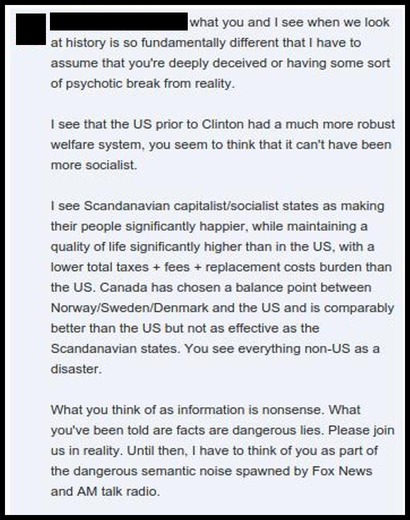 what you and I see when we look
at history is so fundamentally different that I have to
assume that you're deeply deceived or having some sort
of psychotic break from reality.
I see that the US prior to Clinton had a much more robust
welfare system, you seem to think that it can't have been
more socialist.
I see Scandanavian capitalist/socialist states as making
their people significantly happier, while maintaining a
quality of life significantly higher than in the US, with a
lower total taxes + fees + replacement costs burden than
the US. Canada has chosen a balance point between
Norway/Sweden/Denmark and the US and is comparably
better than the US but not as effective as the
Scandanavian states. You see everything non-US as a
disaster.
What you think of as information is nonsense. What
you've been told are facts are dangerous lies. Please join
us in reality. Until then, I have to think of you as part of
the dangerous semantic noise spawned by Fox News
and AM talk radio.